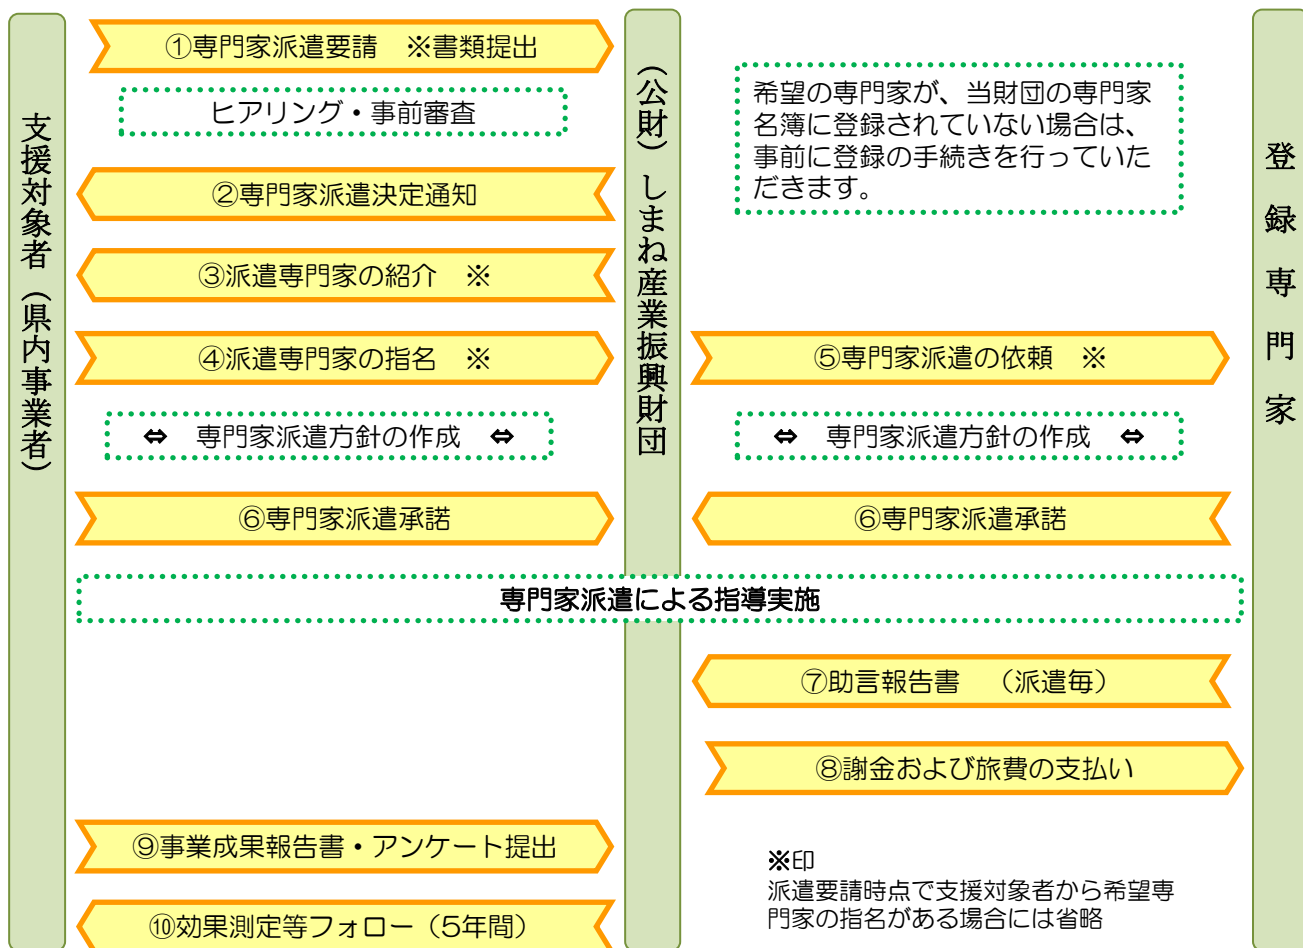 支援対象者（県内事業者）
①専門家派遣要請　※書類提出
ヒアリング・事前審査
②専門家派遣決定通知
③派遣専門家の紹介　※
④派遣専門家の指名　※
⇔　専門家派遣方針の作成　⇔
⑥専門家派遣承諾
（公財）しまね産業振興財団
希望の専門家が、当財団の専門家
名簿に登録されていない場合は、
事前に登録の手続きを行っていた
だきます。
⑤専門家派遣の依頼　※
⇔　専門家派遣方針の作成　⇔
⑥専門家派遣承諾
登録専門家
専門家派遣による指導実施
⑦助言報告書　（派遣毎）
⑧謝金および旅費の支払い
⑨事業成果報告書・アンケート提出
⑩効果測定等フォロー（5年間）
※印
派遣要請時点で支援対象者から希望専
門家の指名がある場合には省略